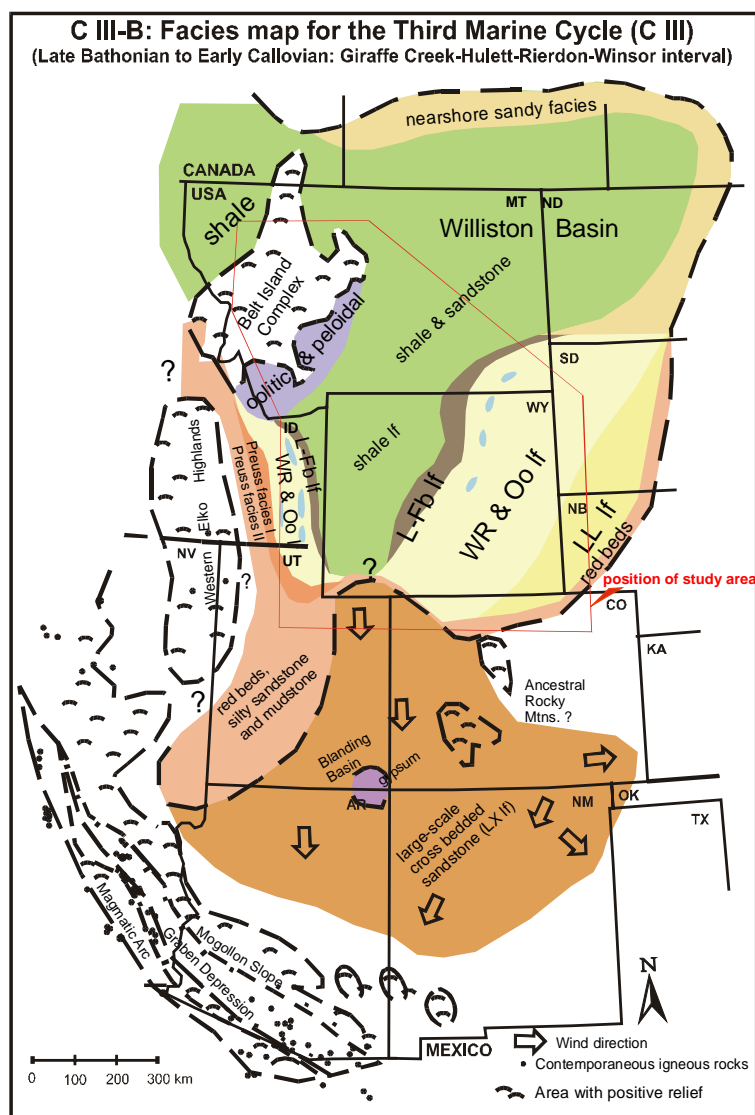 C III-B: Facies map for the Third Marine Cycle (C III)
(Late Bathonian to Early Callovian: Giraffe Creek-Hulett-Rierdon-Winsor interval)
nearshore sandy facies
CANADA
USA
MT
ND
shale
Williston
Basin
Belt Island
Complex
shale & sandstone
oolitic & peloidal
SD
WY
ID
L-Fb lf
shale lf
Preuss facies I
Preuss facies II
WR & Oo l
L-Fb lf
WR & Oo lf
NB
LL lf
red beds
?
Highlands
Elko
Western
NV
UT
?
?
position of study area
CO
KA
?
red beds,
silty sandstone
and mudstone
Ancestral
Rocky
Mtns. ?
Blanding
Basin
gypsum
AR
NM
OK
TX
large-scale
cross bedded
sandstone (LX lf)
Magmatic Arc
Graben Depression
Mogollon Slope
N
MEXICO
Wind direction
Contemporaneous igneous rocks
Area with positive relief
0 100 200 300 km